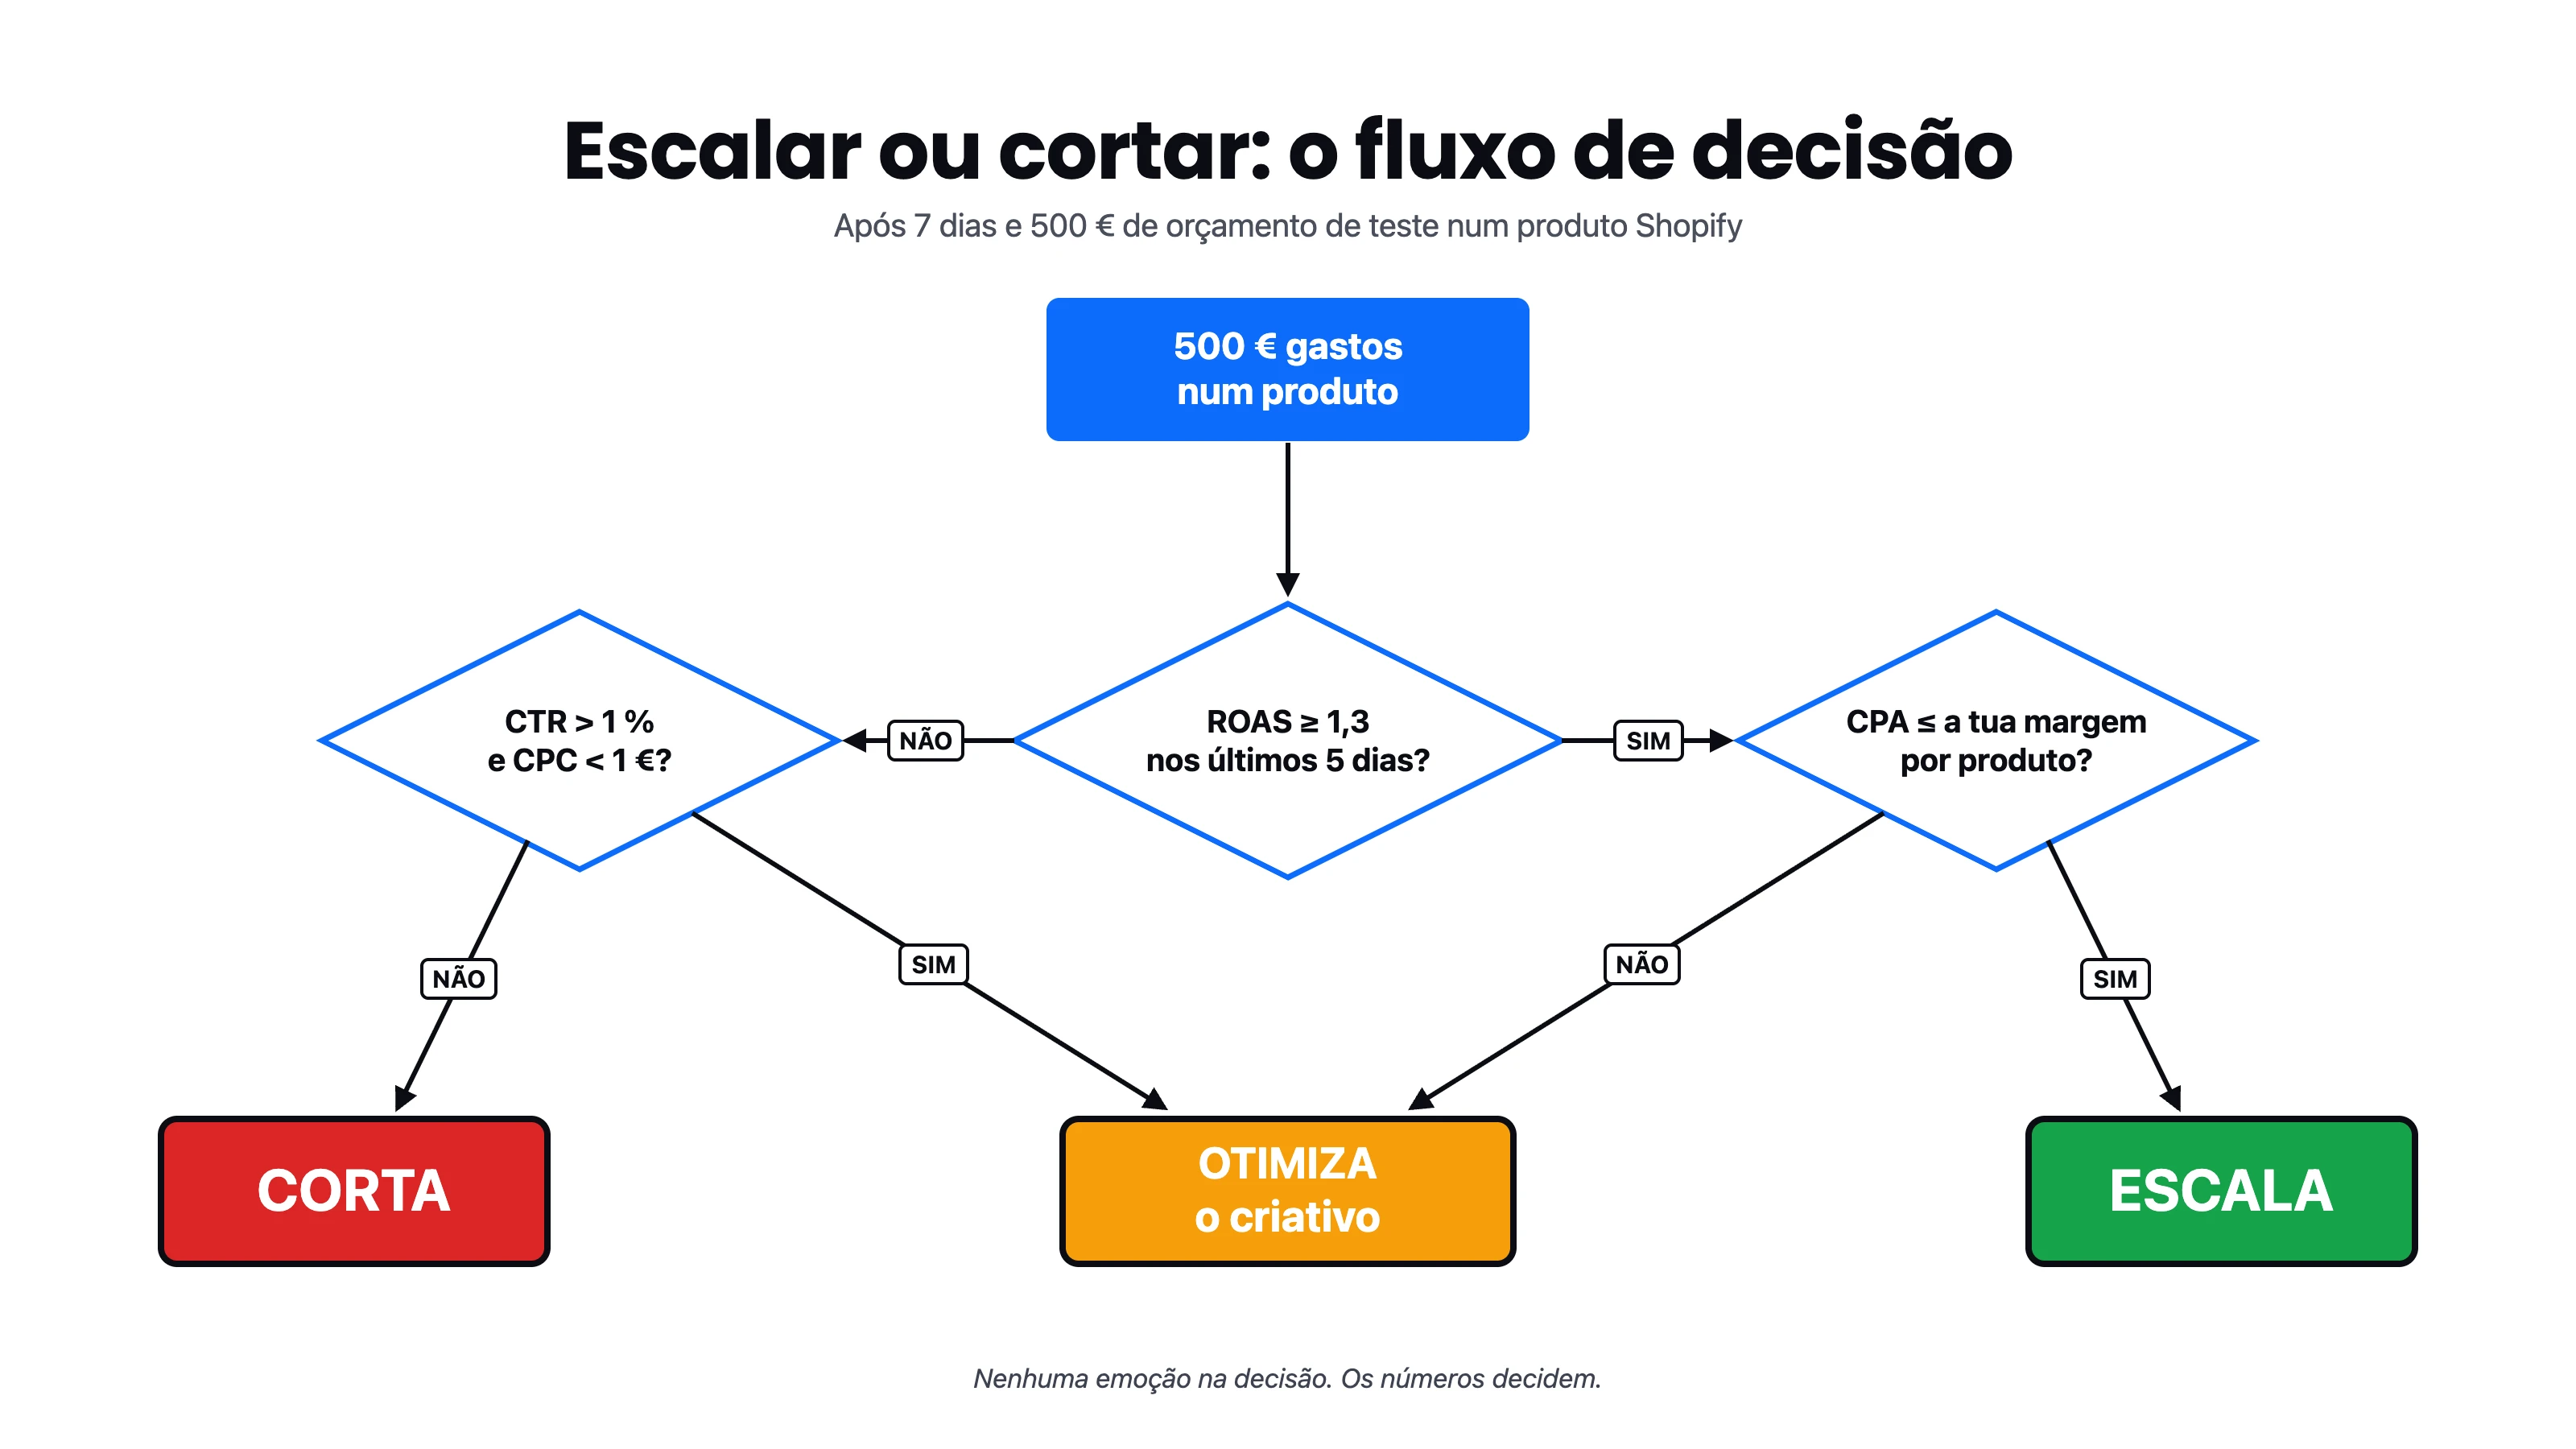 Escalar ou cortar: o fluxo de decisão
Após 7 dias e 500 € de orçamento de teste num produto Shopify
500 € gastos
num produto
CTR > 1 %
e CPC < 1 €?
NÃO
ROAS ≥ 1,3
nos últimos 5 dias?
SIM
CPA ≤ a tua margem
por produto?
NÃO
SIM
NÃO
SIM
CORTA
OTIMIZA
o criativo
ESCALA
Nenhuma emoção na decisão. Os números decidem.